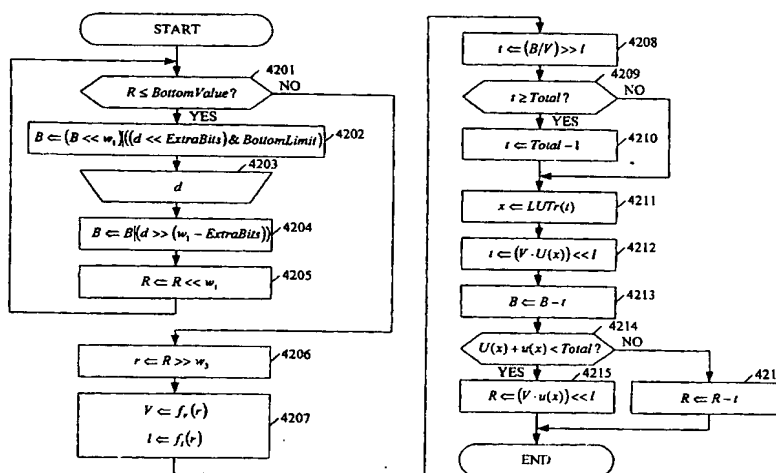 START
4201
R ≤ BottomValue?
NO
YES
B ⇐ (B << w₁)|((d << ExtraBits) & BottomLimit)
4202
4203
d
B ⇐ B|(d >> (w₁ − ExtraBits))
4204
R ⇐ R << w₁
4205
r ⇐ R >> w₃
4206
V ⇐ fᵥ(r)
l ⇐ fₗ(r)
4207
t ⇐ (B/V) >> l
4208
4209
t ≥ Total?
NO
YES
t ⇐ Total − 1
4210
x ⇐ LUTr(t)
4211
t ⇐ (V · U(x)) << l
4212
B ⇐ B − t
4213
4214
U(x) + u(x) < Total?
NO
YES
4215
R ⇐ (V · u(x)) << l
421
R ⇐ R − t
END